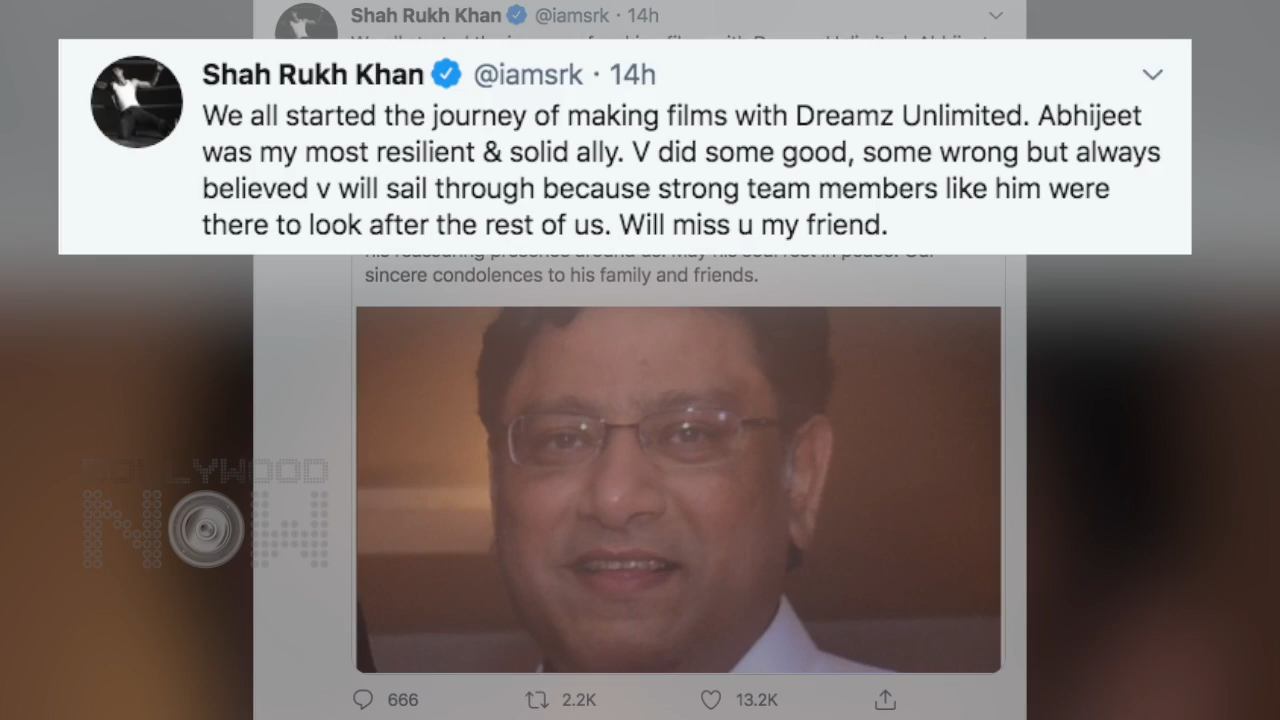 Shah Rukh Khan @iamsrk · 14h
Shah Rukh Khan @iamsrk · 14h
We all started the journey of making films with Dreamz Unlimited. Abhijeet
was my most resilient & solid ally. V did some good, some wrong but always
believed v will sail through because strong team members like him were
there to look after the rest of us. Will miss u my friend.
sincere condolences to his family and friends.
BOLLYWOOD
NOW
666 2.2K 13.2K